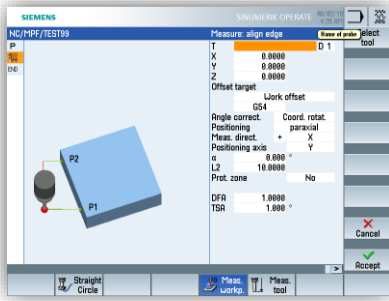 SIEMENS
SINUMERIK OPERATE
NC/MPF/TEST99
Measure: align edge
Name of probe
Select tool
P
END
T D 1
X 0.0000
Y 0.0000
Z 0.0000
Offset target
Work offset
G54
Angle correct. Coord. rotat.
Positioning paraxial
Meas. direct. + X
Positioning axis Y
α 0.000 °
L2 10.0000
Prot. zone No
DFA 1.0000
TSA 1.000 °
P2
P1
Cancel
Accept
>
Straight Circle
Meas. workp.
Meas. tool